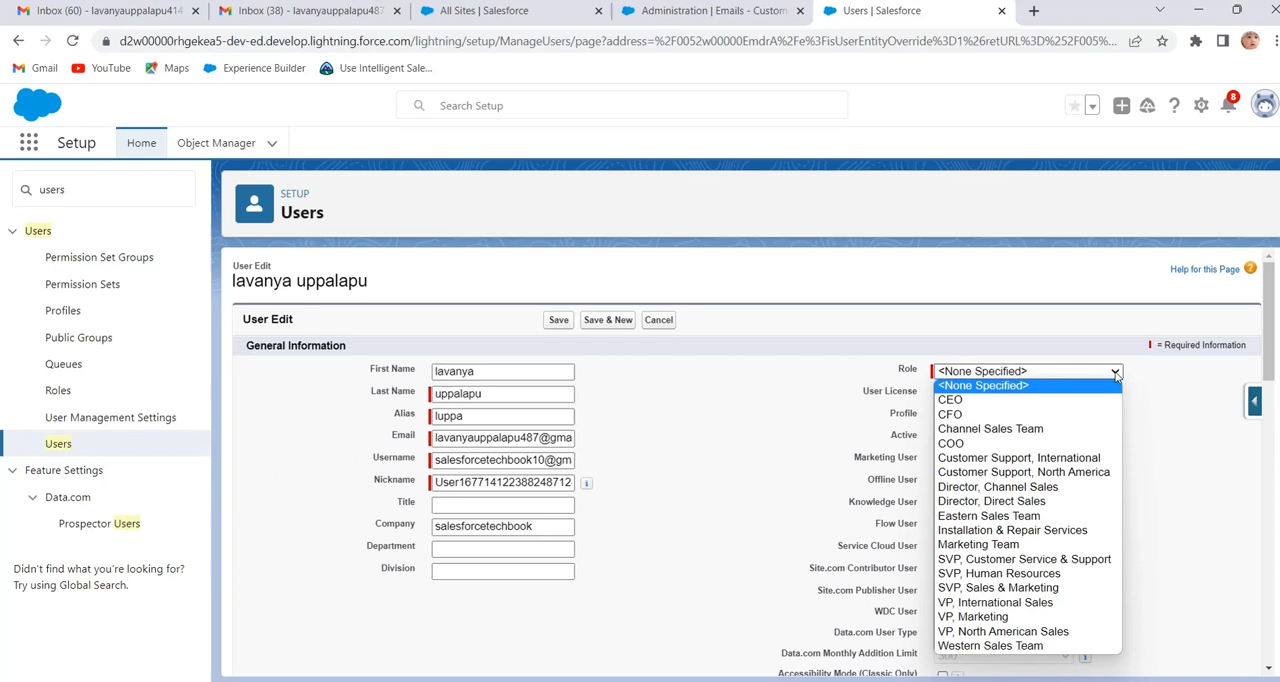 Inbox (60) - lavanyauppalapu414
Inbox (38) - lavanyauppalapu487
All Sites | Salesforce
Administration | Emails - Custom
Users | Salesforce
d2w00000rhgekea5-dev-ed.develop.lightning.force.com/lightning/setup/ManageUsers/page?address=%2F0052w00000EmdrA%2Fe%3FisUserEntityOverride%3D1%26retURL%3D%252F005%...
Gmail
YouTube
Maps
Experience Builder
Use Intelligent Sale...
Search Setup
8
Setup
Home
Object Manager
users
Users
Permission Set Groups
Permission Sets
Profiles
Public Groups
Queues
Roles
User Management Settings
Users
Feature Settings
Data.com
Prospector Users
Didn't find what you're looking for?
Try using Global Search.
SETUP
Users
User Edit
lavanya uppalapu
Help for this Page
User Edit
Save
Save & New
Cancel
General Information
= Required Information
First Name
lavanya
Last Name
uppalapu
Alias
luppa
Email
lavanyauppalapu487@gma
Username
salesforcetechbook10@gm
Nickname
User167714122388248712
Title
Company
salesforcetechbook
Department
Division
Role
<None Specified>
User License
Profile
Active
Marketing User
Offline User
Knowledge User
Flow User
Service Cloud User
Site.com Contributor User
Site.com Publisher User
WDC User
Data.com User Type
Data.com Monthly Addition Limit
300
Accessibility Mode (Classic Only)
<None Specified>
CEO
CFO
Channel Sales Team
COO
Customer Support, International
Customer Support, North America
Director, Channel Sales
Director, Direct Sales
Eastern Sales Team
Installation & Repair Services
Marketing Team
SVP, Customer Service & Support
SVP, Human Resources
SVP, Sales & Marketing
VP, International Sales
VP, Marketing
VP, North American Sales
Western Sales Team